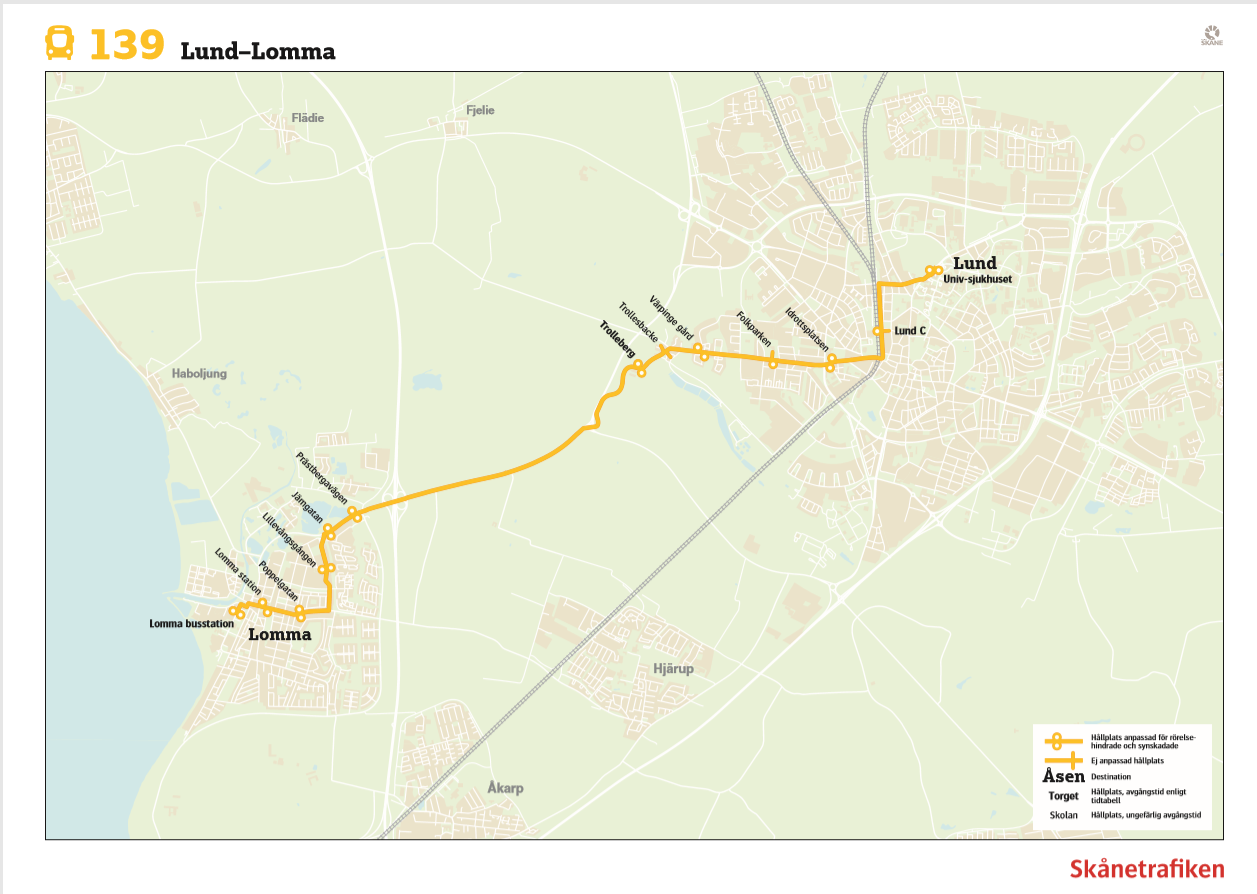 139 Lund–Lomma
SKÅNE
Flädie
Fjelie
Lund
Univ-sjukhuset
Lund C
Idrottsplatsen
Folkparken
Värpinge gård
Trollesbacke
Trolleberg
Haboljung
Prästbergavägen
Järngatan
Lillevångsgången
Poppelgatan
Lomma station
Lomma busstation
Lomma
Hjärup
Åkarp
Hållplats anpassad för rörelse-
hindrade och synskadade
Ej anpassad hållplats
Åsen Destination
Torget Hållplats, avgångstid enligt
tidtabell
Skolan Hållplats, ungefärlig avgångstid
Skånetrafiken